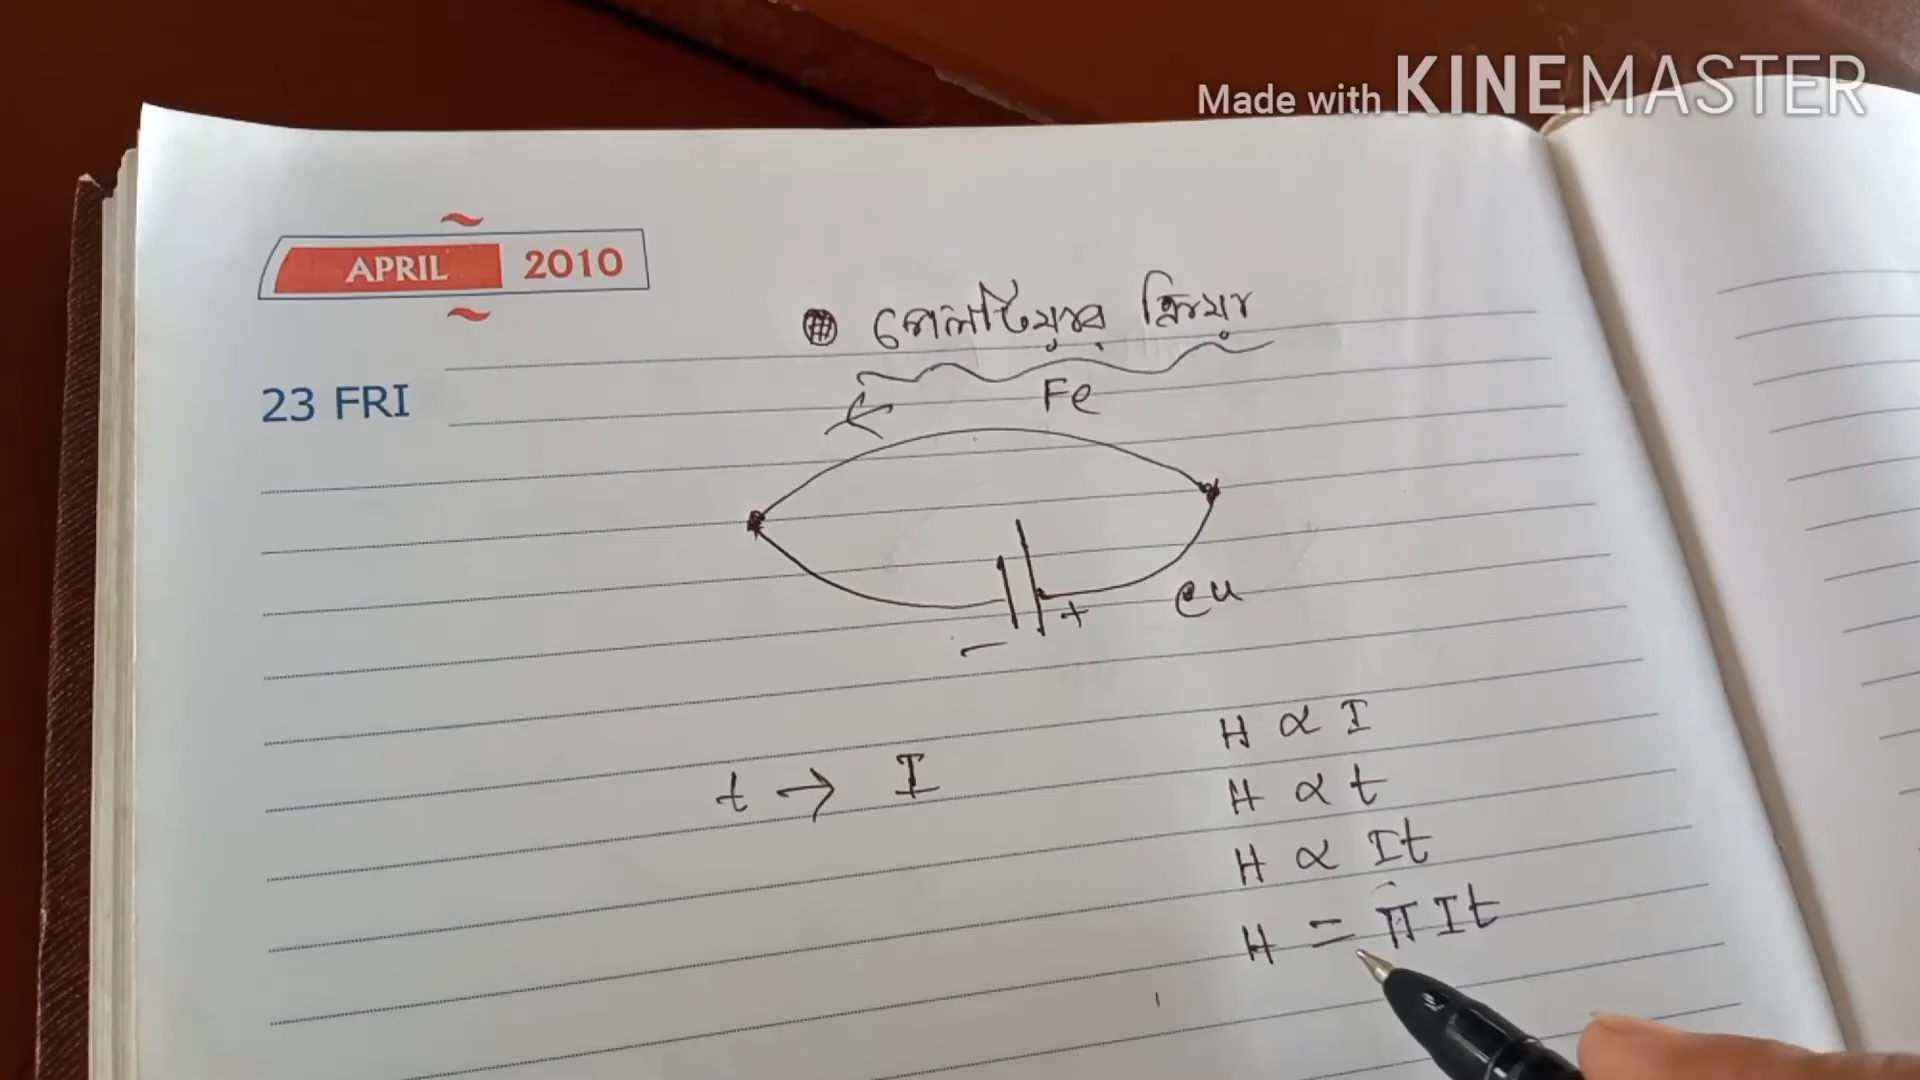 Made with KINEMASTER
APRIL 2010
পেলটিয়ার ক্রিয়া
23 FRI
Fe
Cu
+
−
H ∝ I
t → I
H ∝ t
H ∝ It
H = π It